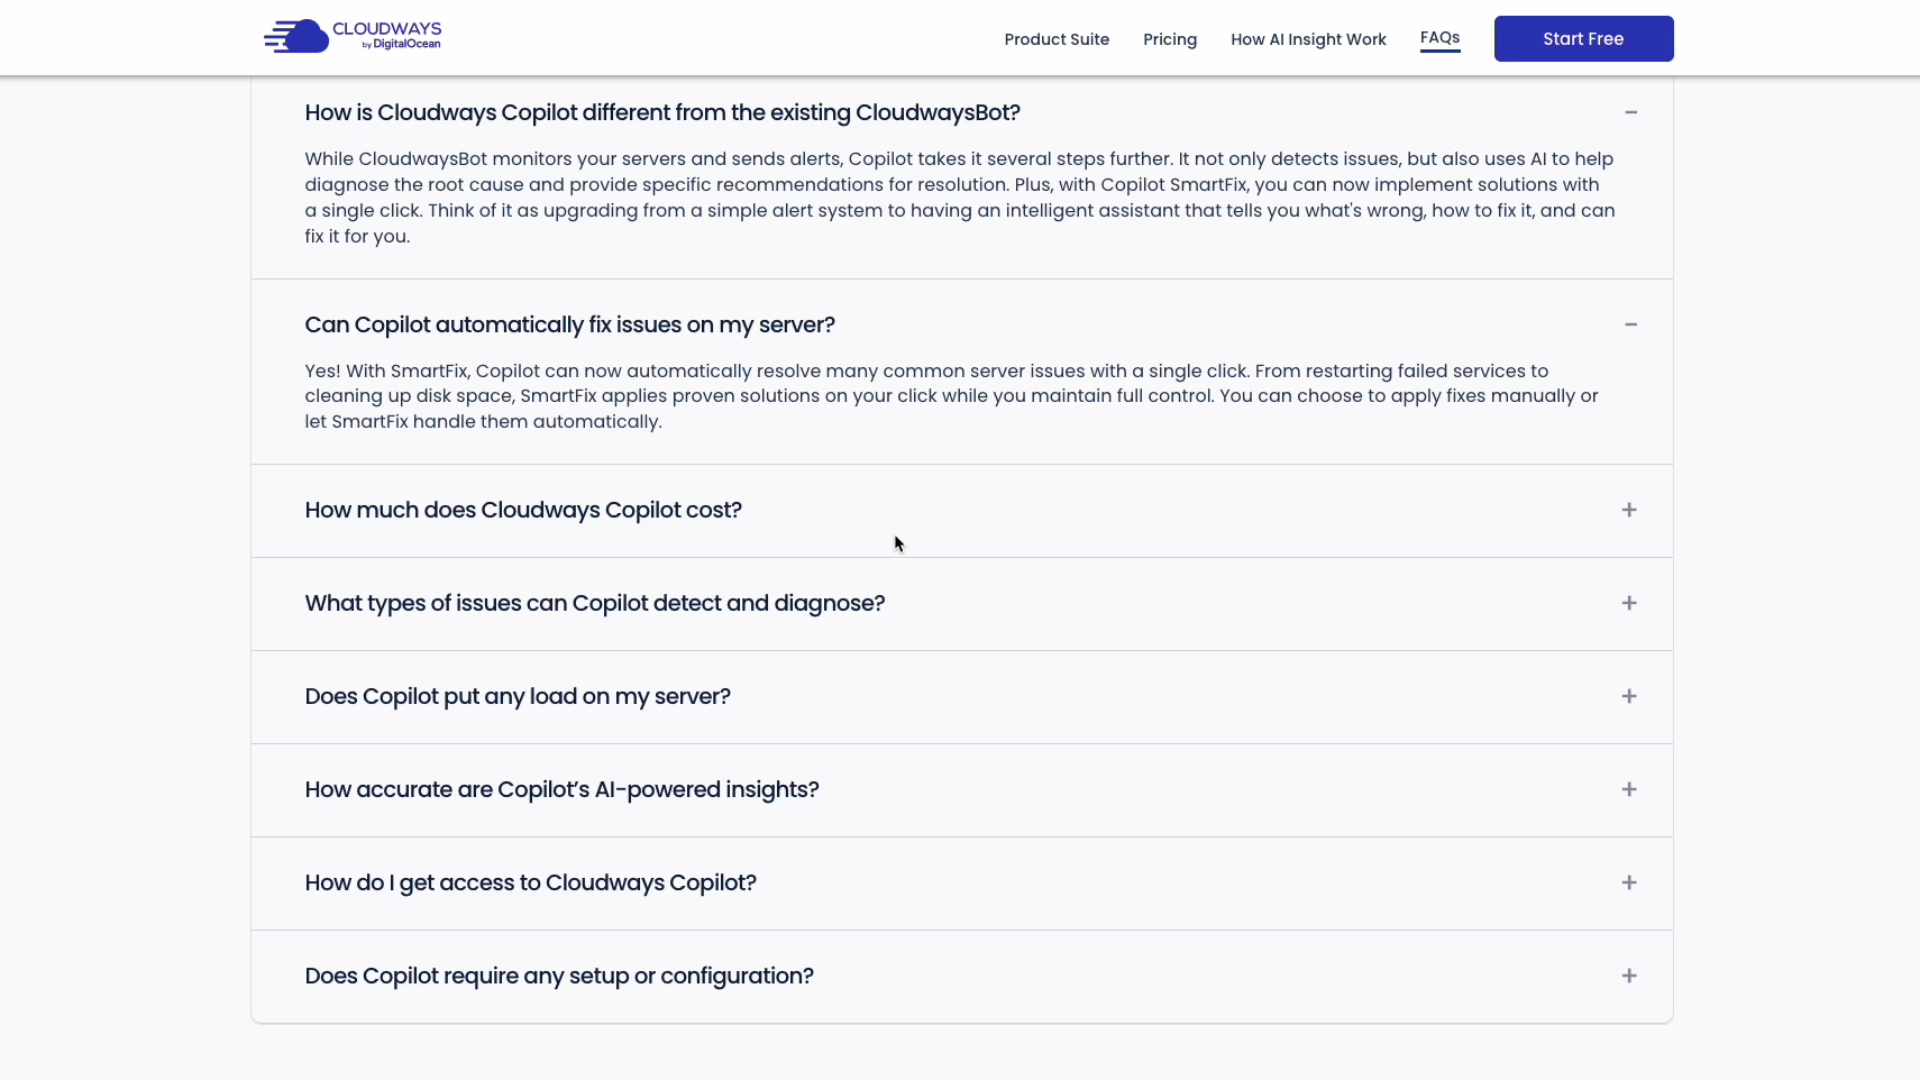 CLOUDWAYS
by DigitalOcean
Product Suite
Pricing
How AI Insight Work
FAQs
Start Free
How is Cloudways Copilot different from the existing CloudwaysBot?
While CloudwaysBot monitors your servers and sends alerts, Copilot takes it several steps further. It not only detects issues, but also uses AI to help
diagnose the root cause and provide specific recommendations for resolution. Plus, with Copilot SmartFix, you can now implement solutions with
a single click. Think of it as upgrading from a simple alert system to having an intelligent assistant that tells you what's wrong, how to fix it, and can
fix it for you.
Can Copilot automatically fix issues on my server?
Yes! With SmartFix, Copilot can now automatically resolve many common server issues with a single click. From restarting failed services to
cleaning up disk space, SmartFix applies proven solutions on your click while you maintain full control. You can choose to apply fixes manually or
let SmartFix handle them automatically.
How much does Cloudways Copilot cost?
What types of issues can Copilot detect and diagnose?
Does Copilot put any load on my server?
How accurate are Copilot’s AI-powered insights?
How do I get access to Cloudways Copilot?
Does Copilot require any setup or configuration?